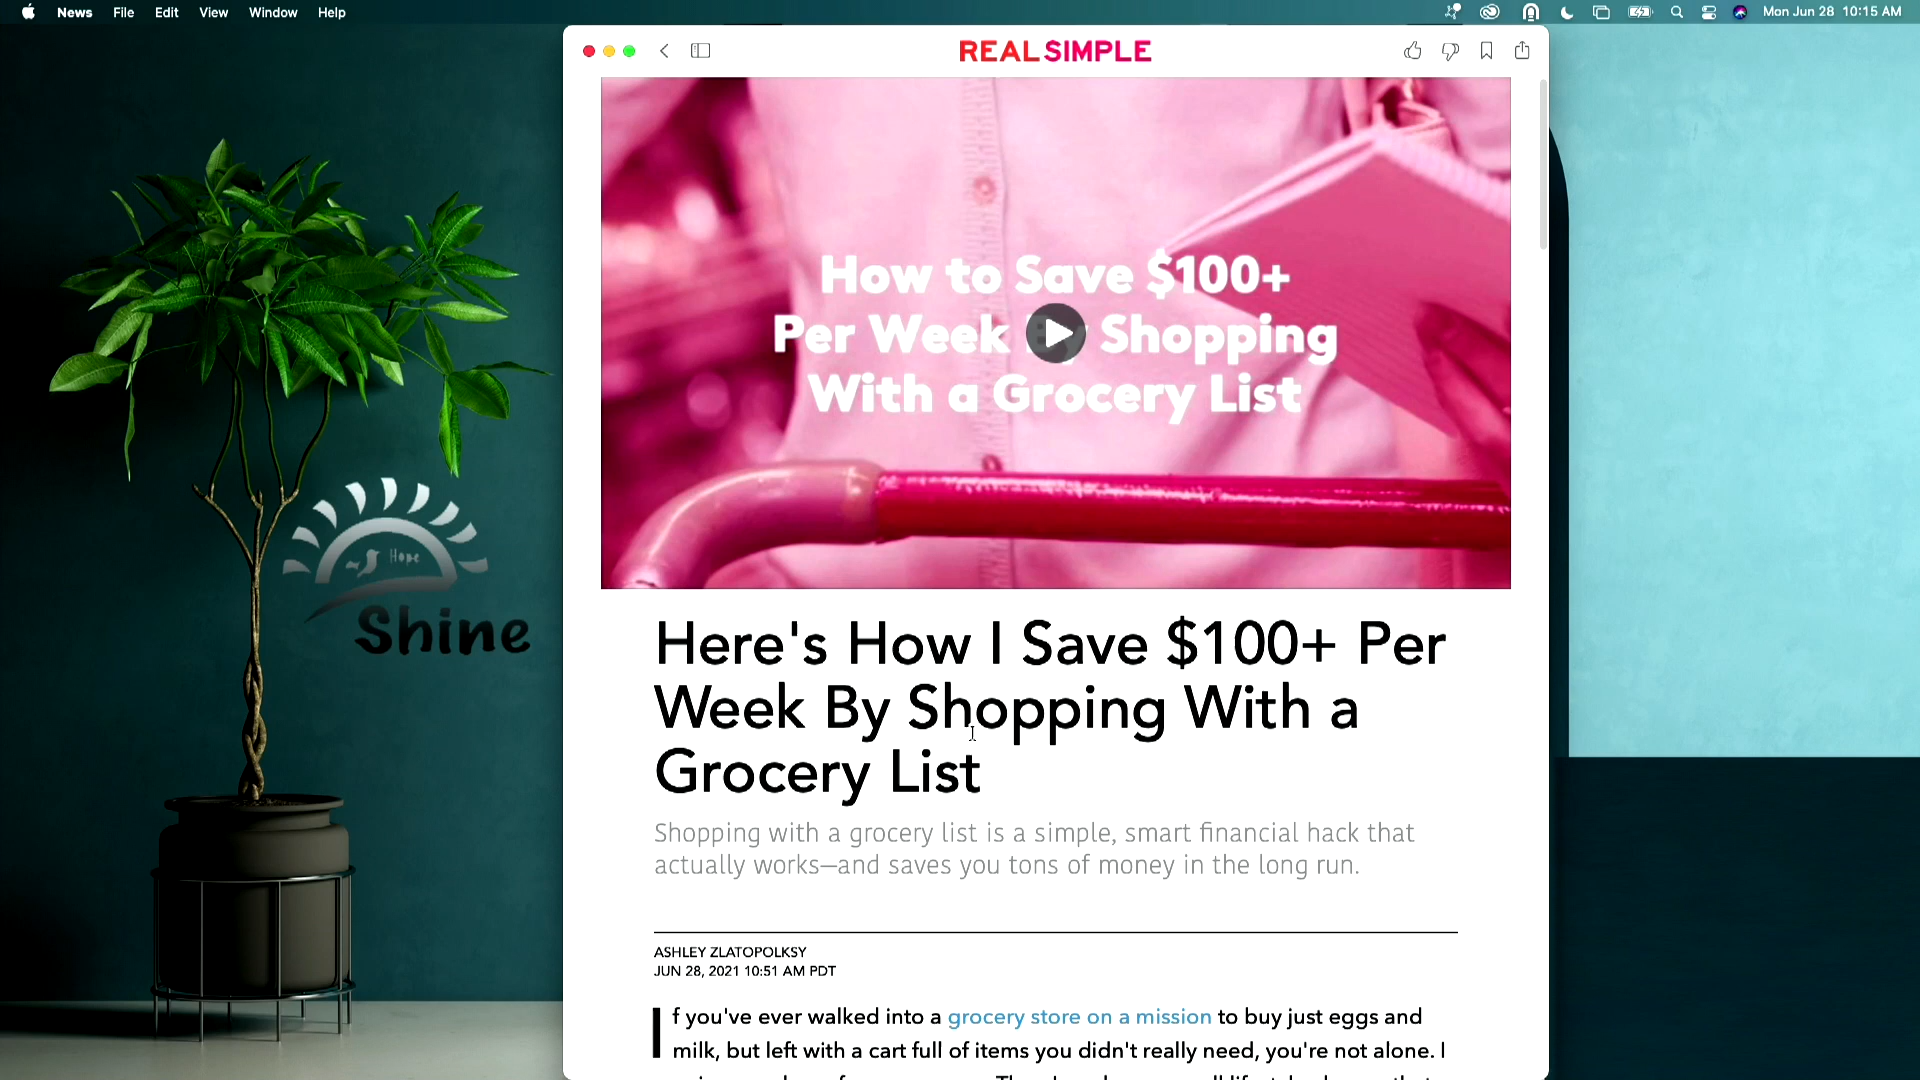 News File Edit View Window Help Mon Jun 28 10:15 AM
REAL SIMPLE
How to Save $100+
Per Week Shopping
With a Grocery List
Hope
Shine
Here's How I Save $100+ Per
Week By Shopping With a
Grocery List
Shopping with a grocery list is a simple, smart financial hack that
actually works—and saves you tons of money in the long run.
ASHLEY ZLATOPOLKSY
JUN 28, 2021 10:51 AM PDT
If you've ever walked into a grocery store on a mission to buy just eggs and
milk, but left with a cart full of items you didn't really need, you're not alone. I